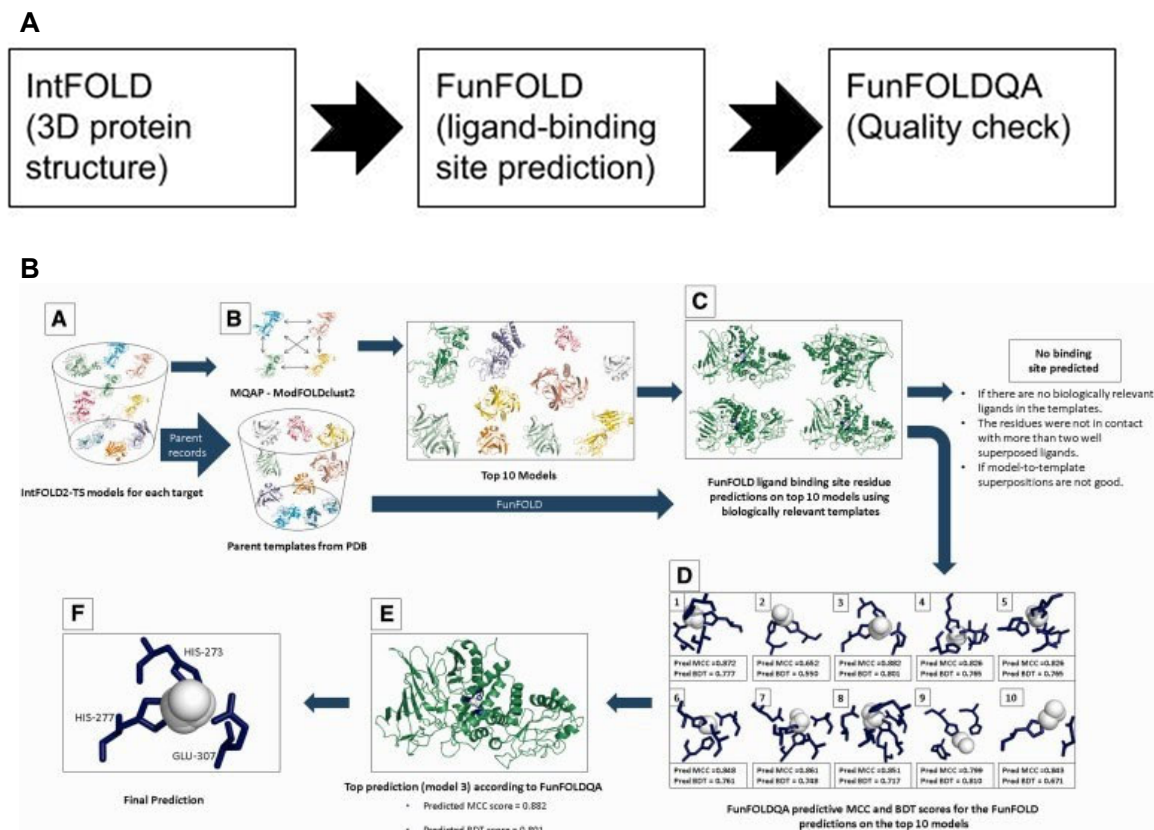 A
IntFOLD
(3D protein
structure)
FunFOLD
(ligand-binding
site prediction)
FunFOLDQA
(Quality check)
B
A
B
MQAP - ModFOLDclust2
Parent
records
IntFOLD2-TS models for each target
Parent templates from PDB
Top 10 Models
FunFOLD
C
FunFOLD ligand binding site residue
predictions on top 10 models using
biologically relevant templates
No binding
site predicted
• If there are no biologically relevant
ligands in the templates.
• The residues were not in contact
with more than two well
superposed ligands.
• If model-to-template
superpositions are not good.
D
1
Pred MCC =0.872
Pred BDT = 0.777
2
Pred MCC =0.652
Pred BDT = 0.550
3
Pred MCC =0.882
Pred BDT = 0.801
4
Pred MCC =0.826
Pred BDT = 0.765
5
Pred MCC =0.826
Pred BDT = 0.765
6
Pred MCC =0.848
Pred BDT = 0.761
7
Pred MCC =0.861
Pred BDT = 0.748
8
Pred MCC =0.851
Pred BDT = 0.717
9
Pred MCC =0.799
Pred BDT = 0.810
10
Pred MCC =0.843
Pred BDT = 0.671
FunFOLDQA predictive MCC and BDT scores for the FunFOLD
predictions on the top 10 models
E
Top prediction (model 3) according to FunFOLDQA
• Predicted MCC score = 0.882
• Predicted BDT score = 0.801
F
HIS-273
HIS-277
GLU-307
Final Prediction